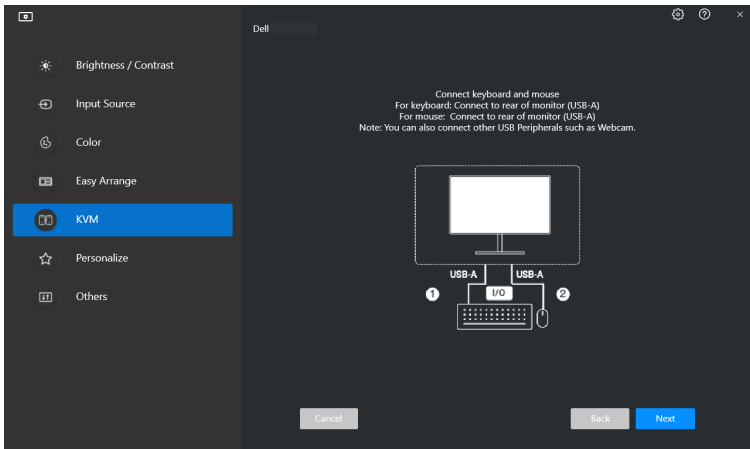 Dell
Brightness / Contrast
Input Source
Color
Easy Arrange
KVM
Personalize
Others
Connect keyboard and mouse
For keyboard: Connect to rear of monitor (USB-A)
For mouse: Connect to rear of monitor (USB-A)
Note: You can also connect other USB Peripherals such as Webcam.
USB-A USB-A
1 I/O 2
Cancel Back Next